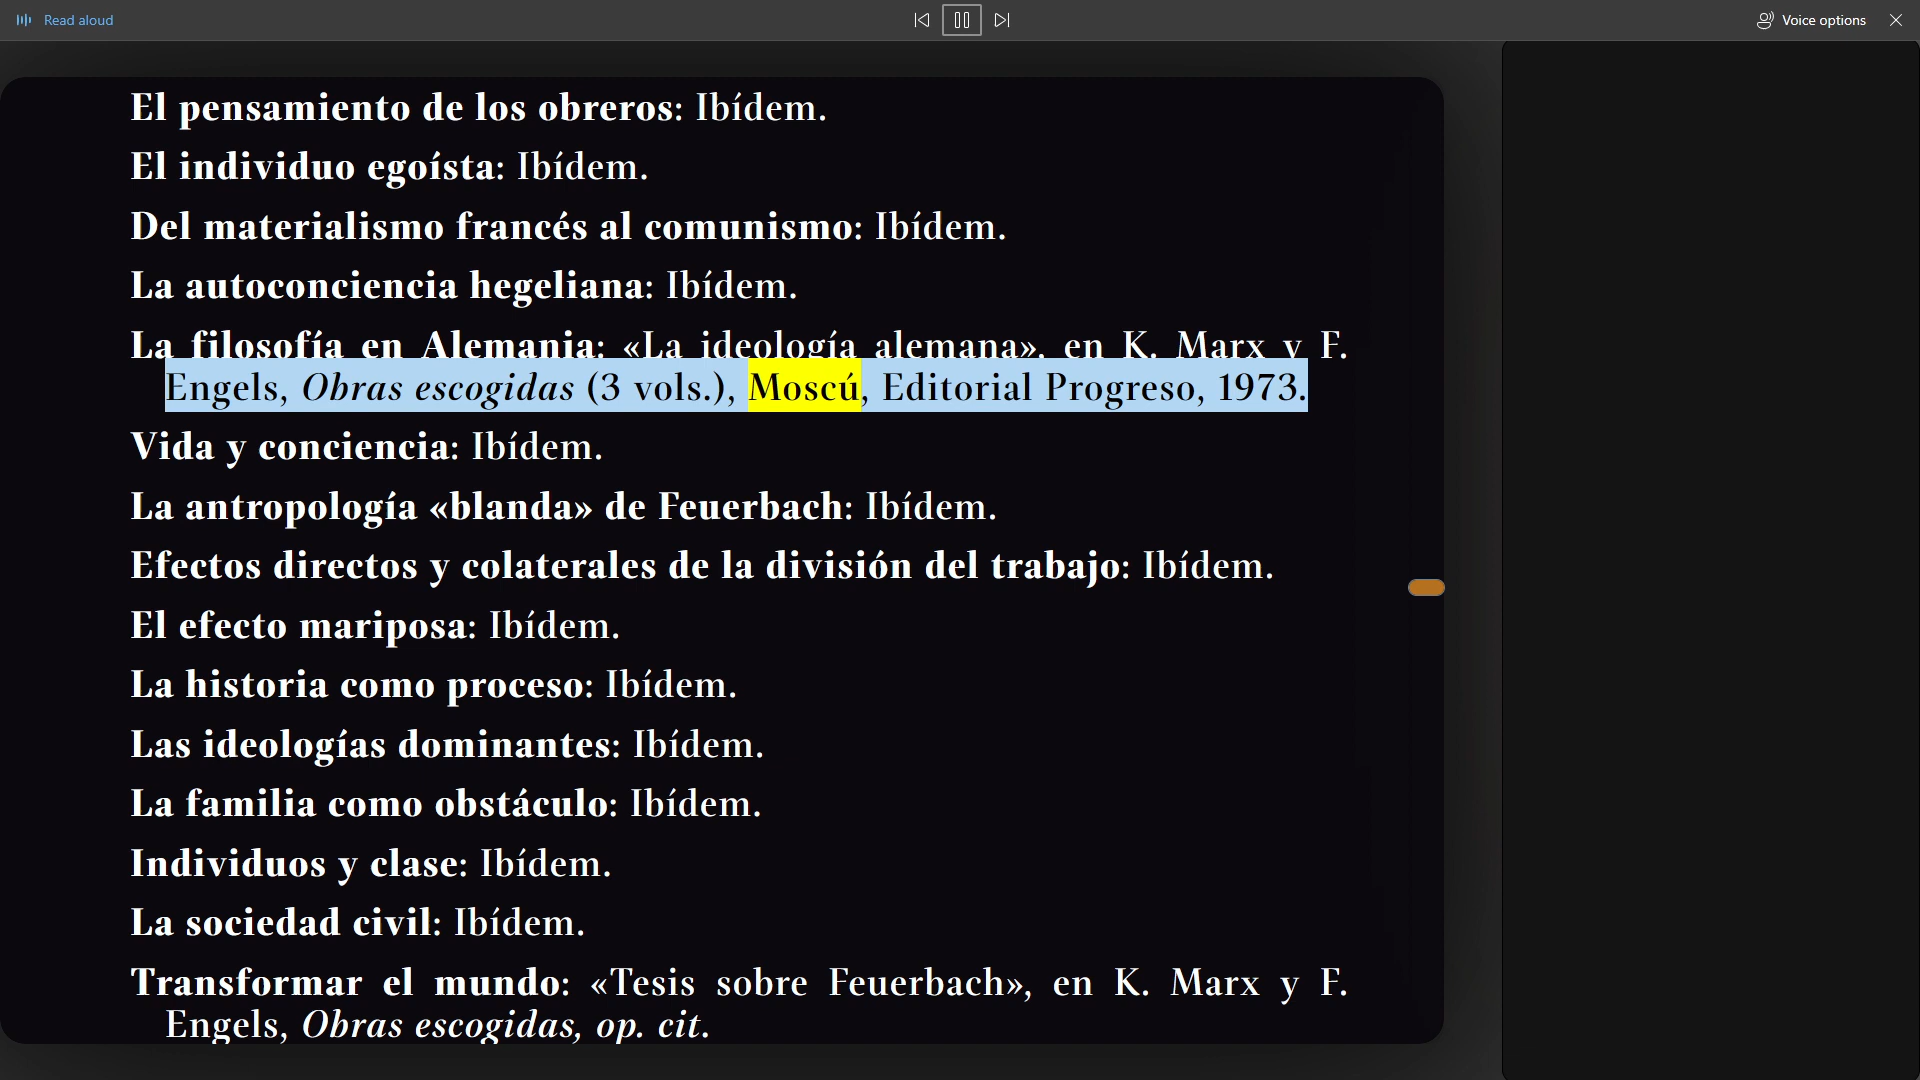 Read aloud
Voice options
El pensamiento de los obreros: Ibídem.
El individuo egoísta: Ibídem.
Del materialismo francés al comunismo: Ibídem.
La autoconciencia hegeliana: Ibídem.
La filosofía en Alemania: «La ideología alemana», en K. Marx y F.
Engels, Obras escogidas (3 vols.), Moscú, Editorial Progreso, 1973.
Vida y conciencia: Ibídem.
La antropología «blanda» de Feuerbach: Ibídem.
Efectos directos y colaterales de la división del trabajo: Ibídem.
El efecto mariposa: Ibídem.
La historia como proceso: Ibídem.
Las ideologías dominantes: Ibídem.
La familia como obstáculo: Ibídem.
Individuos y clase: Ibídem.
La sociedad civil: Ibídem.
Transformar el mundo: «Tesis sobre Feuerbach», en K. Marx y F.
Engels, Obras escogidas, op. cit.